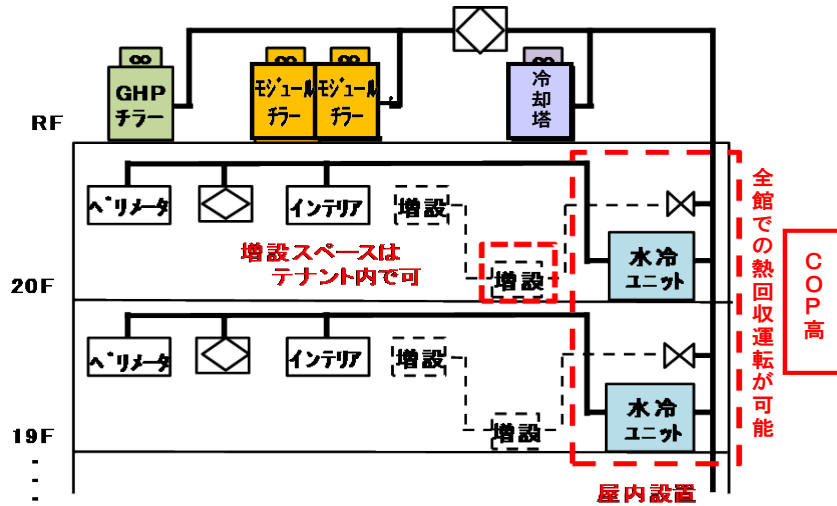 GHP
チラー
モジュール
チラー
モジュール
チラー
冷却塔
RF
ペリメータ
インテリア
増設
増設スペースは
テナント内で可
増設
水冷
ユニット
20F
全館での熱回収運転が可能
COP高
ペリメータ
インテリア
増設
増設
水冷
ユニット
19F
屋内設置